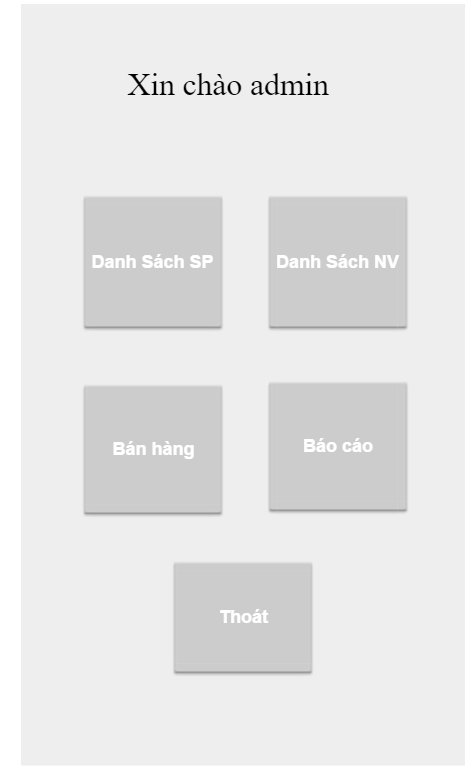 Xin chào admin
Danh Sách SP
Danh Sách NV
Bán hàng
Báo cáo
Thoát